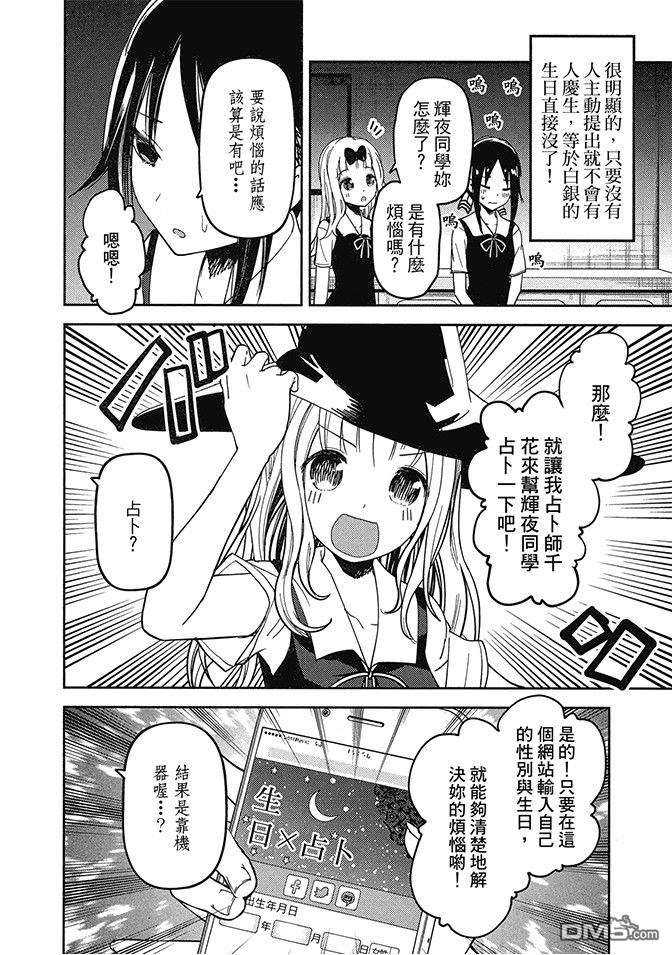 很明顯的，只要沒有
人主動提出就不會有
人慶生，等於白銀的
生日直接沒了！
嗚
嗚
嗚
嗚
嗚
輝夜同學妳
怎麼了？
是有什麼
煩惱嗎？
要說煩惱的話應
該算是有吧…
嗯嗯！
那麼！
就讓我占卜師千
花來幫輝夜同學
占卜一下吧！
占卜？
是的！只要在這
個網站輸入自己
的性別與生日，
就能夠清楚地解
決妳的煩惱喲！
生日×占卜
出生年月日
年
月
日
結果是靠機
器喔…？
DM5.com